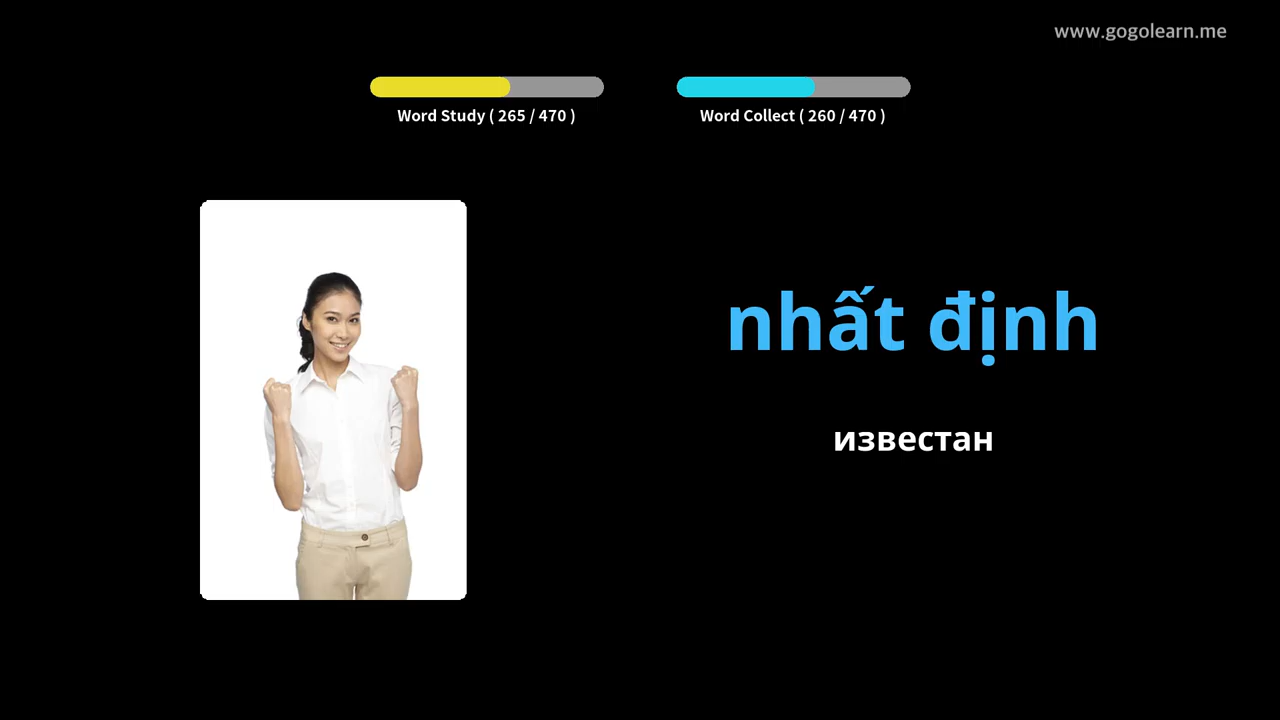 www.gogolearn.me
Word Study ( 265 / 470 )
Word Collect ( 260 / 470 )
nhất định
известан